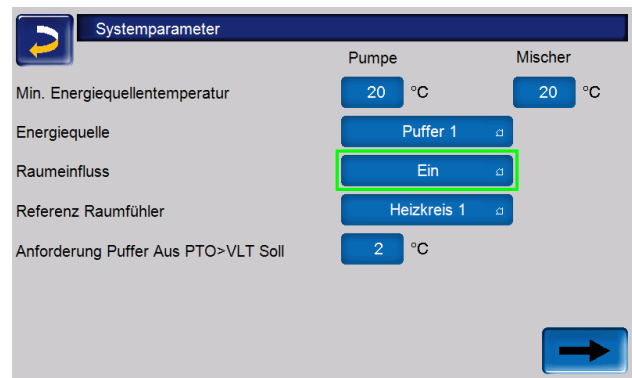 Systemparameter
Pumpe Mischer
Min. Energiequellentemperatur 20 °C 20 °C
Energiequelle Puffer 1
Raumeinfluss Ein
Referenz Raumfühler Heizkreis 1
Anforderung Puffer Aus PTO>VLT Soll 2 °C